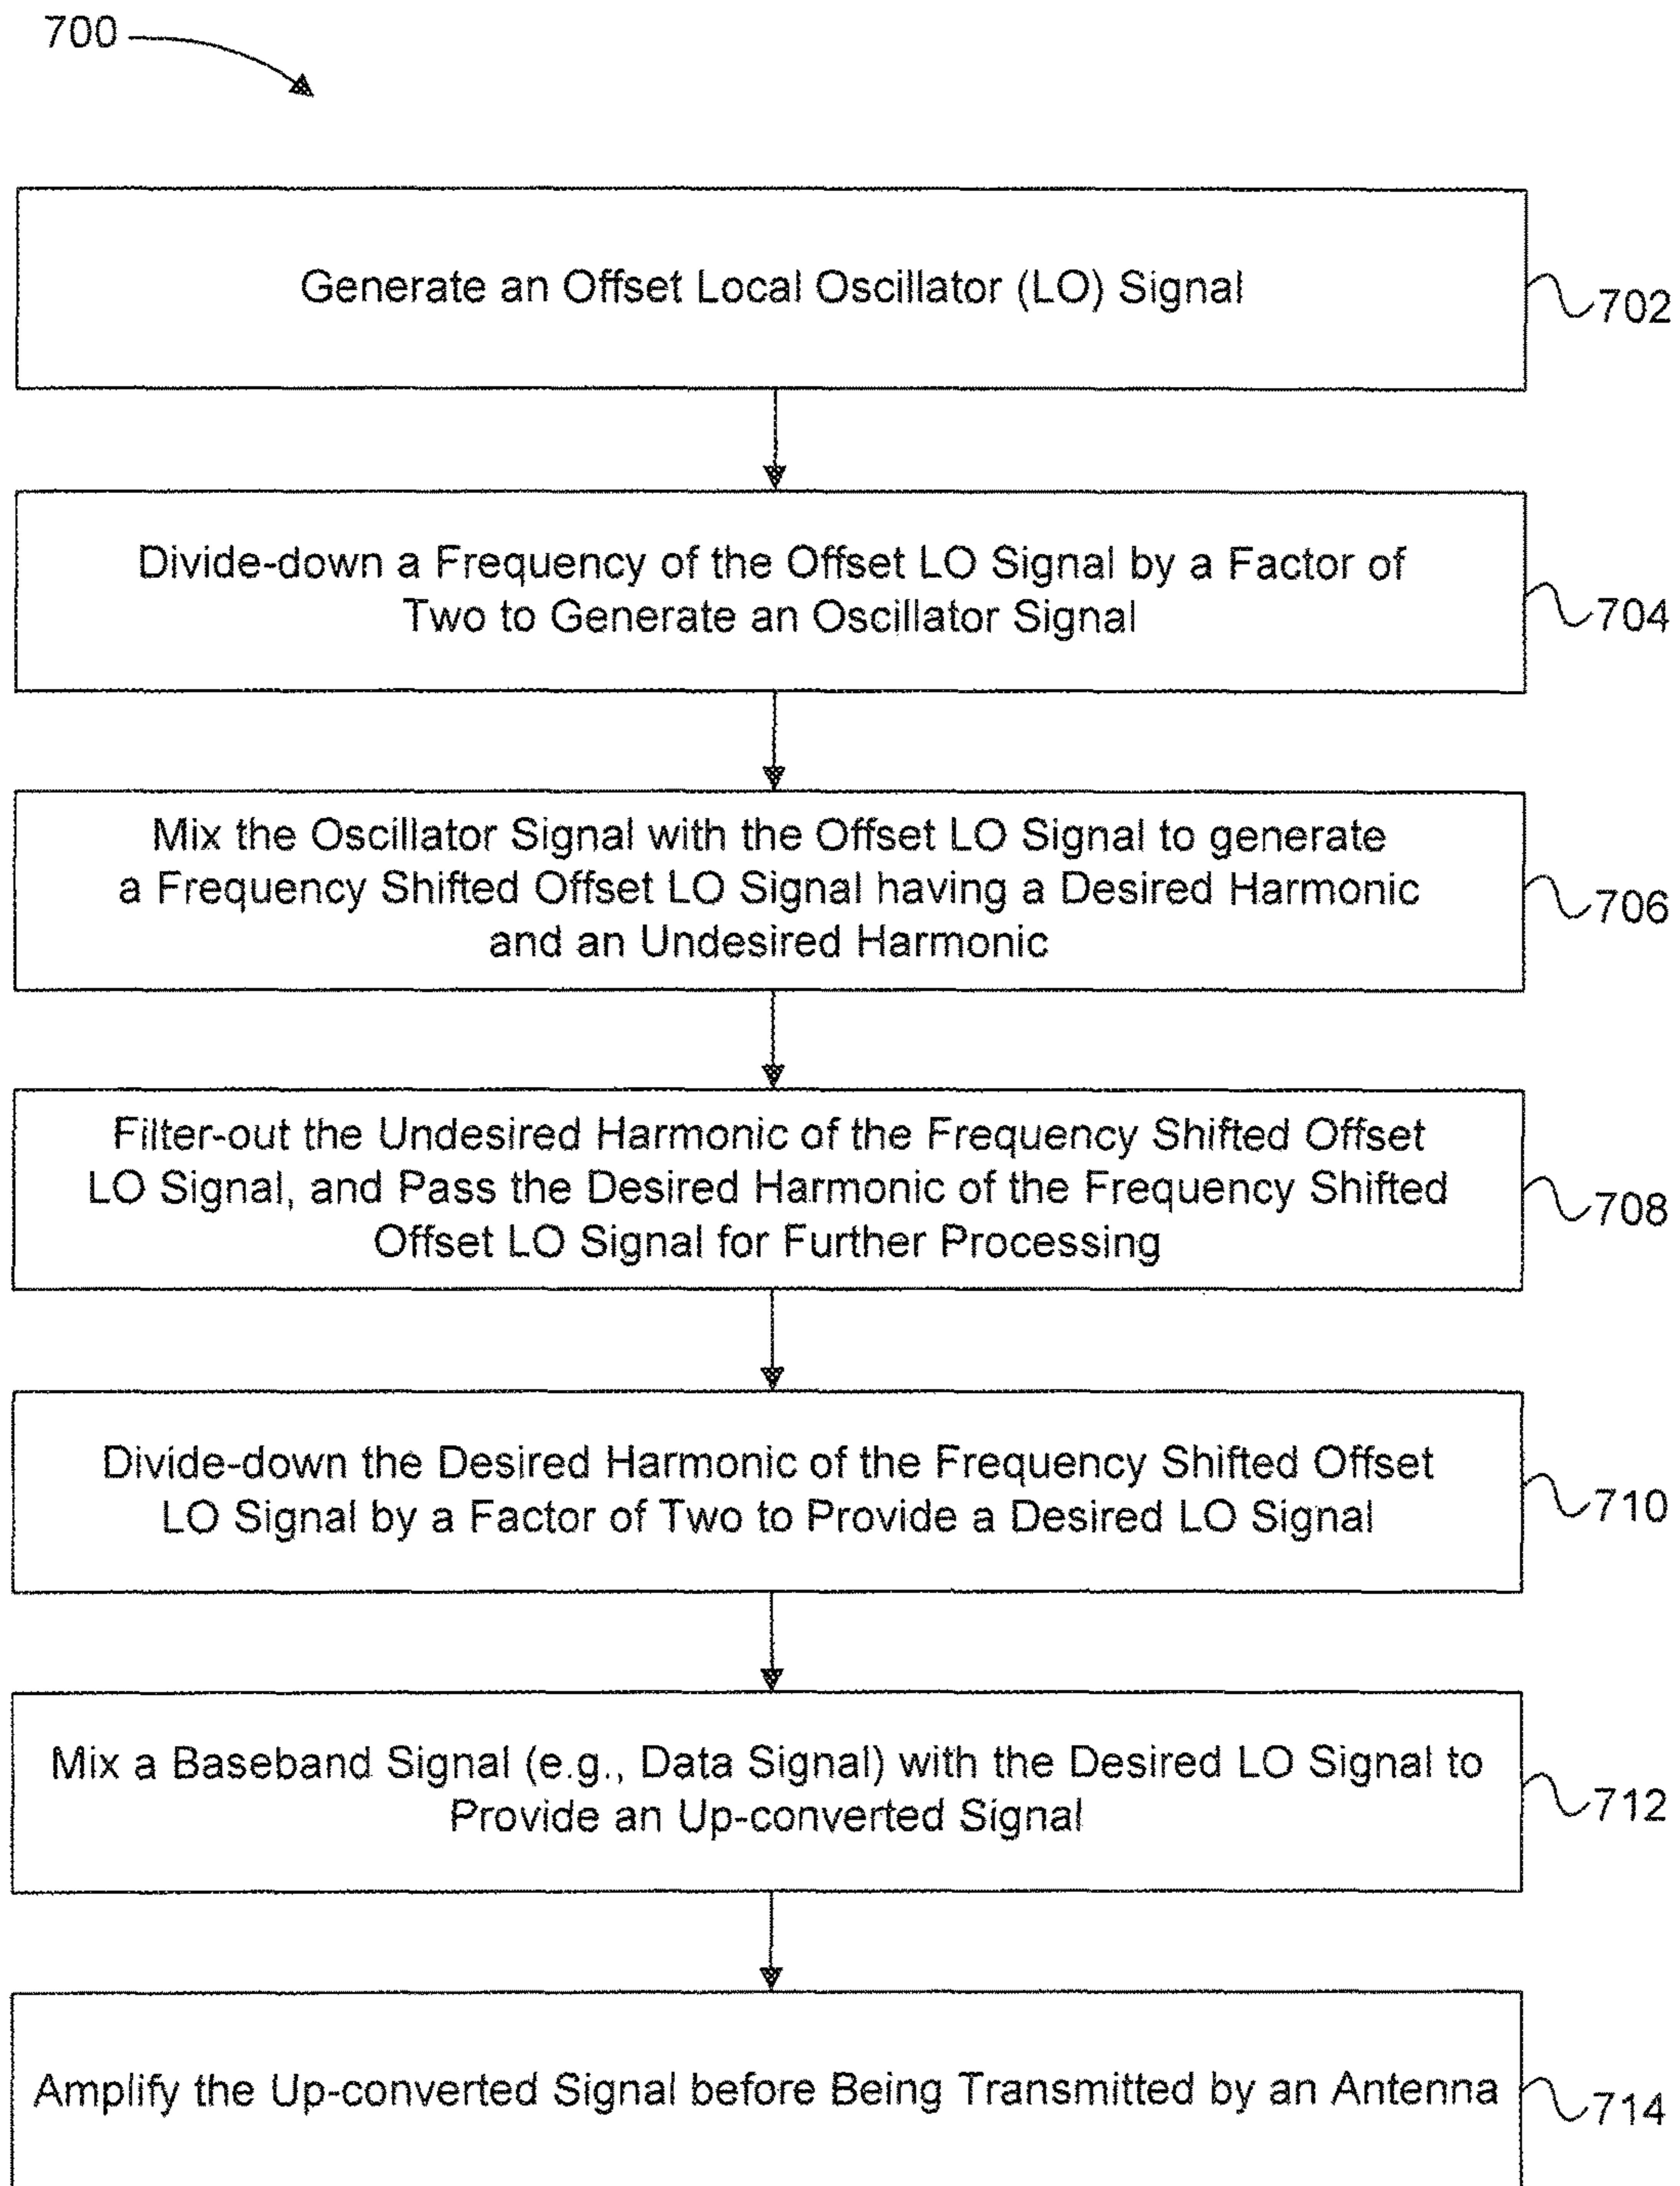 700
Generate an Offset Local Oscillator (LO) Signal
702
Divide-down a Frequency of the Offset LO Signal by a Factor of
Two to Generate an Oscillator Signal
704
Mix the Oscillator Signal with the Offset LO Signal to generate
a Frequency Shifted Offset LO Signal having a Desired Harmonic
and an Undesired Harmonic
706
Filter-out the Undesired Harmonic of the Frequency Shifted Offset
LO Signal, and Pass the Desired Harmonic of the Frequency Shifted
Offset LO Signal for Further Processing
708
Divide-down the Desired Harmonic of the Frequency Shifted Offset
LO Signal by a Factor of Two to Provide a Desired LO Signal
710
Mix a Baseband Signal (e.g., Data Signal) with the Desired LO Signal to
Provide an Up-converted Signal
712
Amplify the Up-converted Signal before Being Transmitted by an Antenna
714